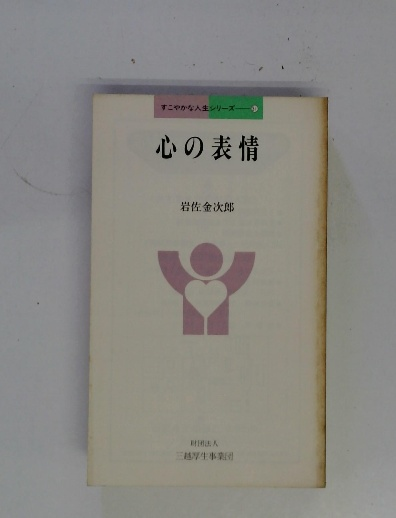 すこやかな人生シリーズ
心の表情
岩佐金次郎
財団法人
三越厚生事業団